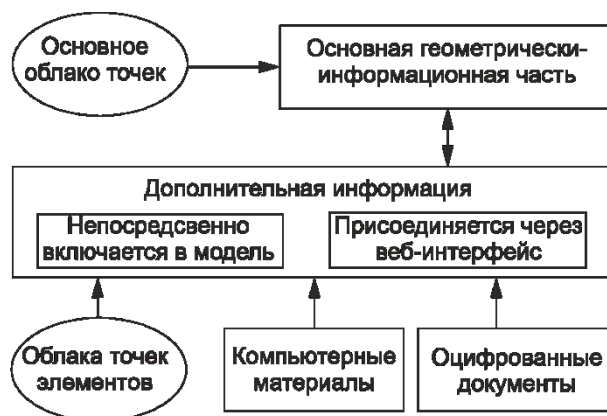 Основное
облако точек
Основная геометрически-
информационная часть
Дополнительная информация
Непосредсвенно
включается в модель
Присоединяется через
веб-интерфейс
Облака точек
элементов
Компьютерные
материалы
Оцифрованные
документы